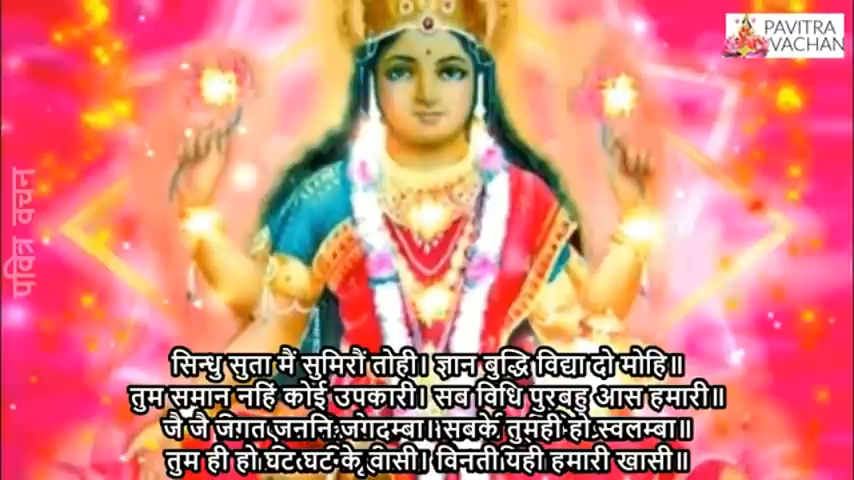 PAVITRA
VACHAN
पवित्र वचन
सिन्धु सुता मैं सुमिरौं तोही। ज्ञान बुद्धि विद्या दो मोहि॥
तुम समान नहिं कोई उपकारी। सब विधि पुरबहु आस हमारी॥
जै जै जगत जननि जगदम्बा। सबके तुमही हो स्वलम्बा॥
तुम ही हो घट घट के वासी। विनती यही हमारी खासी॥